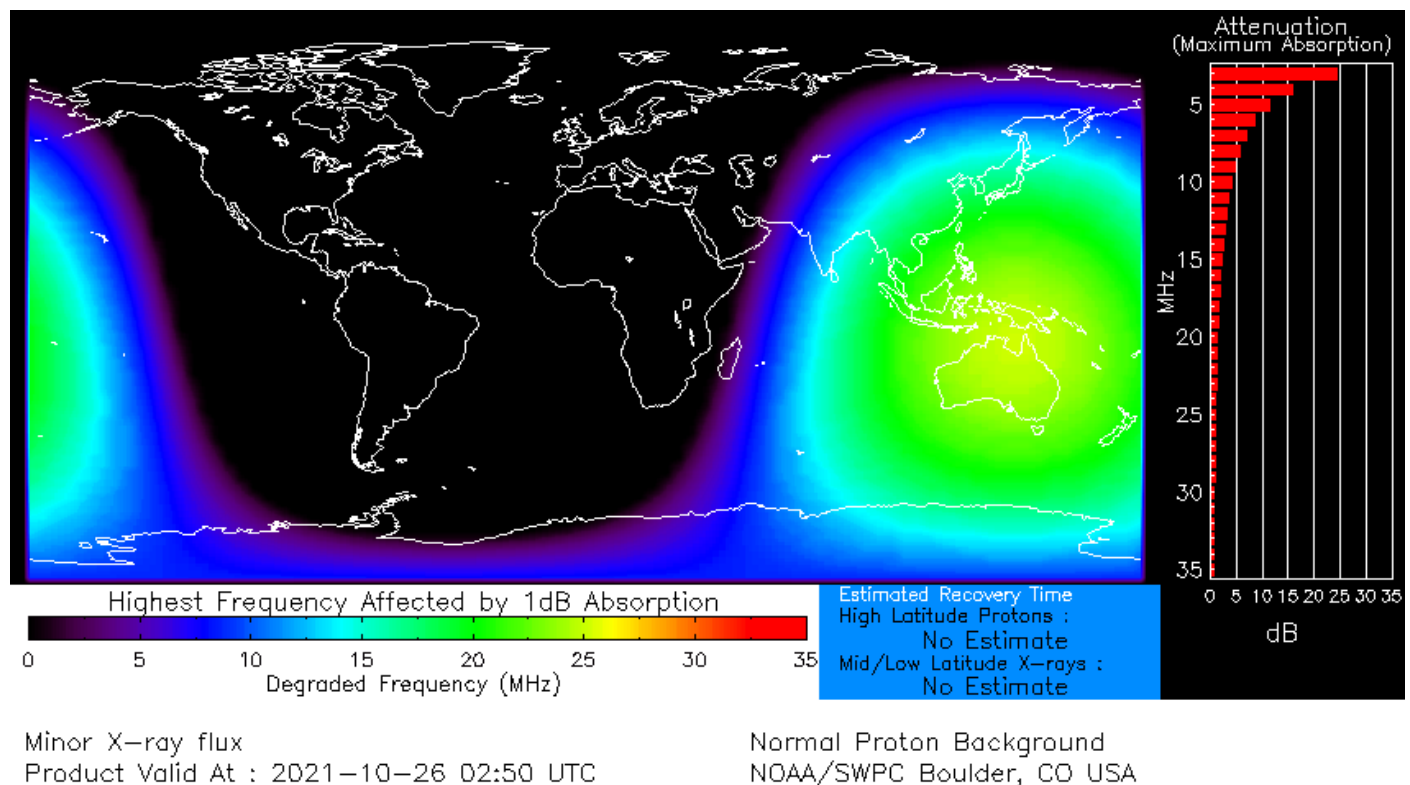 Attenuation
(Maximum Absorption)
5
10
15
20
25
30
35
MHz
0 5 10 15 20 25 30 35
dB
Highest Frequency Affected by 1dB Absorption
0 5 10 15 20 25 30 35
Degraded Frequency (MHz)
Estimated Recovery Time
High Latitude Protons :
No Estimate
Mid/Low Latitude X-rays :
No Estimate
Minor X-ray flux
Normal Proton Background
Product Valid At : 2021-10-26 02:50 UTC
NOAA/SWPC Boulder, CO USA